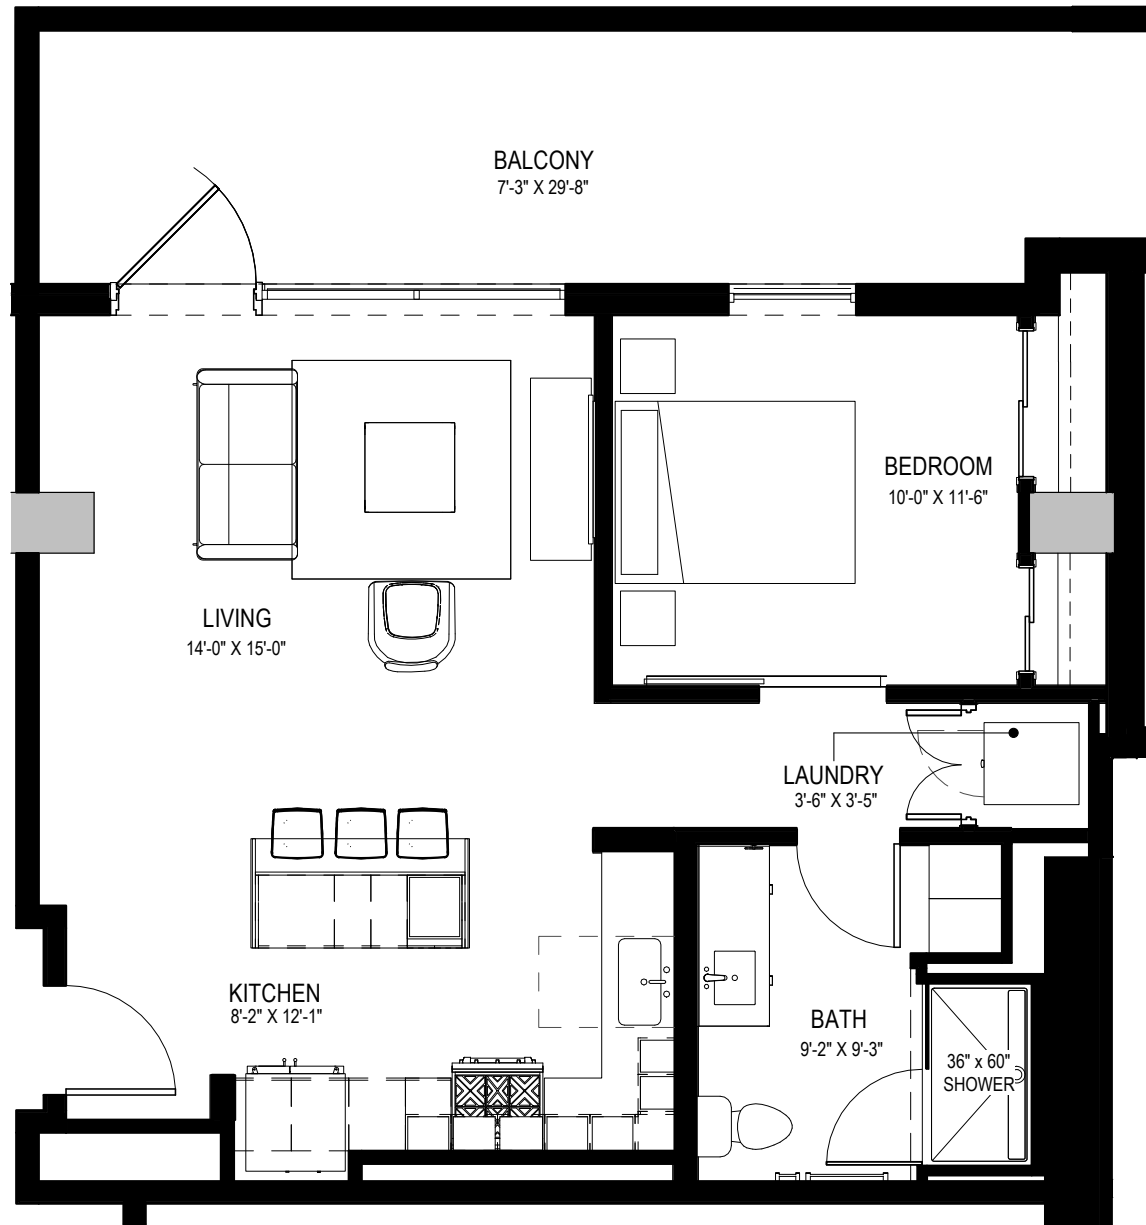 BALCONY
7'-3" X 29'-8"
BEDROOM
10'-0" X 11'-6"
LIVING
14'-0" X 15'-0"
LAUNDRY
3'-6" X 3'-5"
KITCHEN
8'-2" X 12'-1"
BATH
9'-2" X 9'-3"
36" x 60"
SHOWER